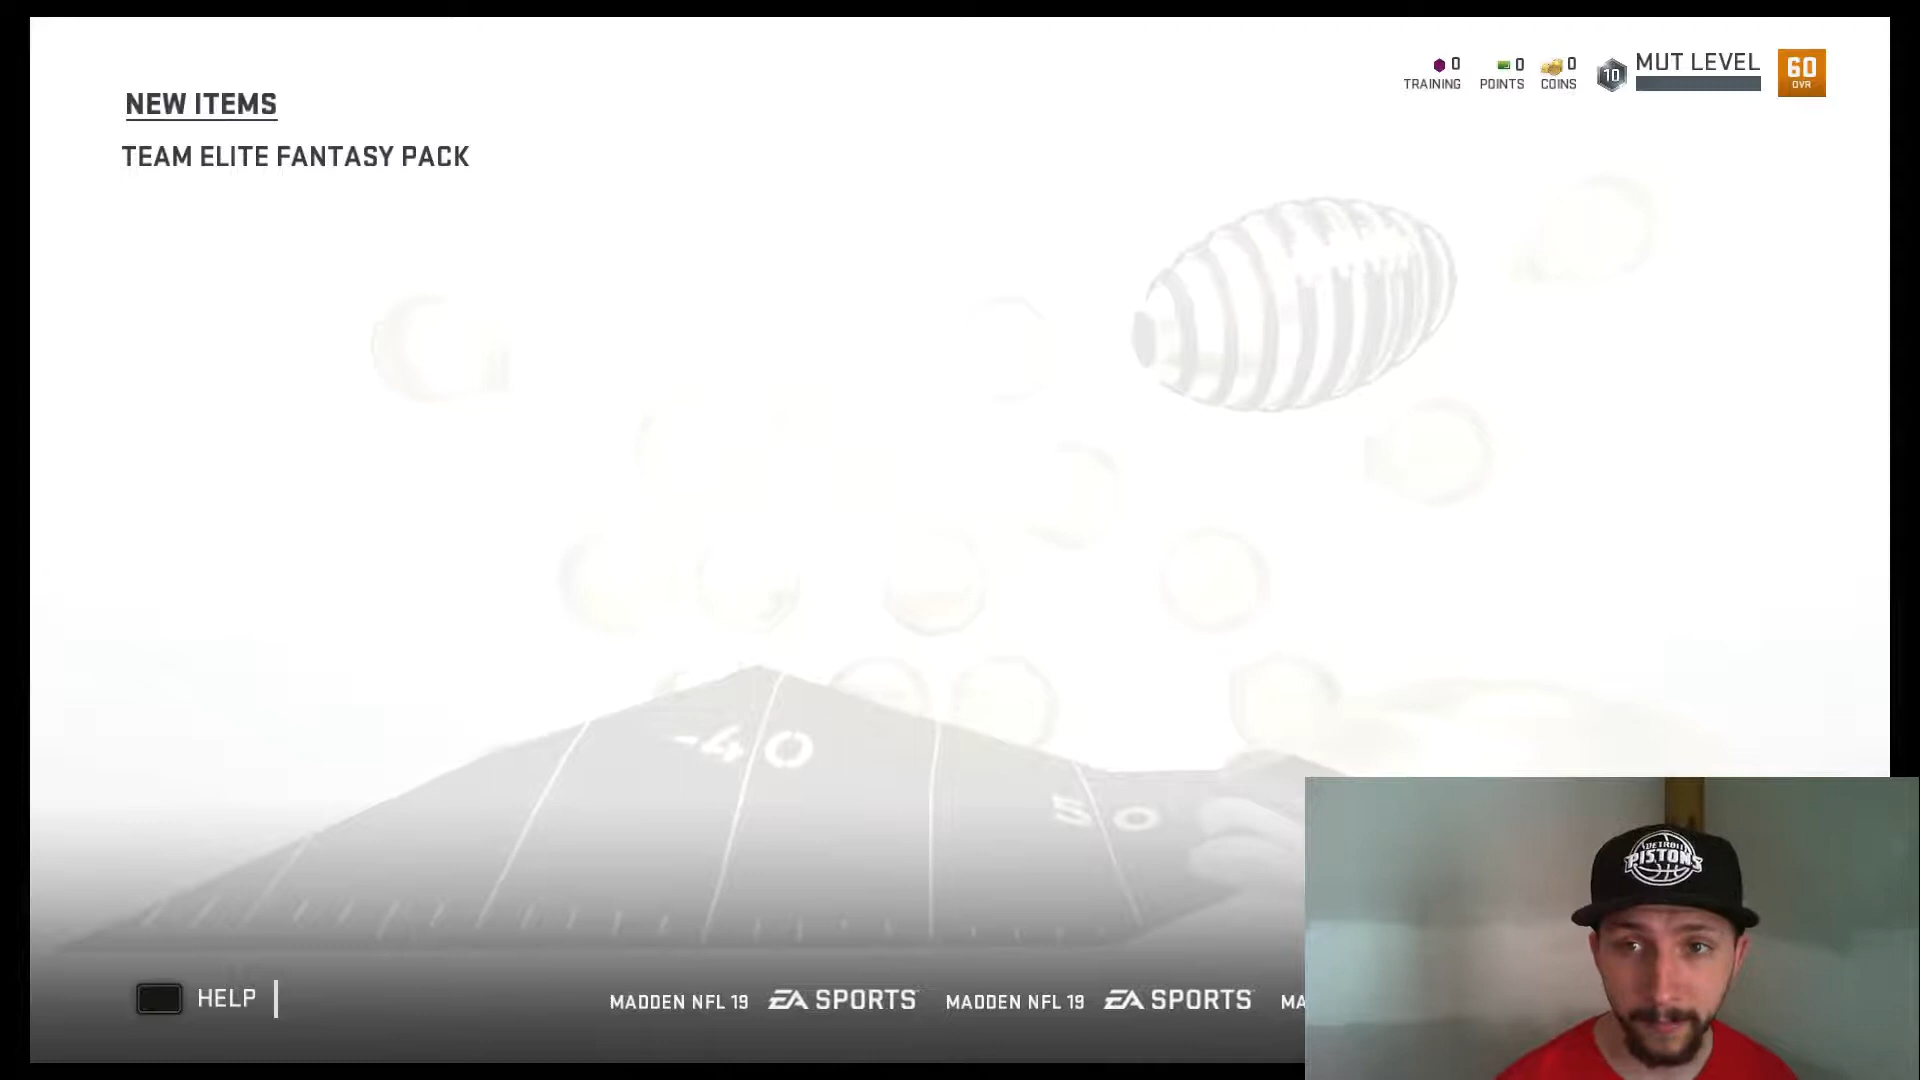 NEW ITEMS
TEAM ELITE FANTASY PACK
0 TRAINING
0 POINTS
0 COINS
10
MUT LEVEL
60
OVR
-40
50
DETROIT
PISTONS
HELP
MADDEN NFL 19 EA SPORTS MADDEN NFL 19 EA SPORTS MA